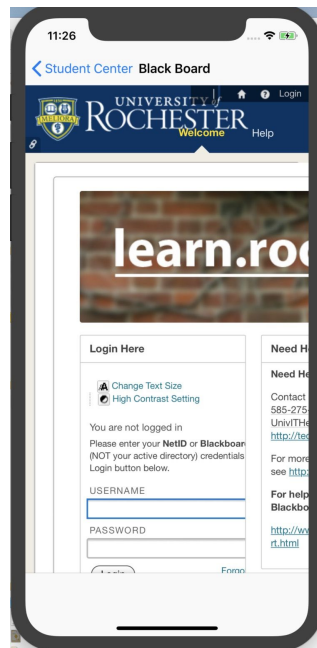 11:26
Student Center Black Board
Login
MELIORA
UNIVERSITY of
ROCHESTER
Welcome Help
learn.roc
Login Here
Change Text Size
High Contrast Setting
You are not logged in
Please enter your NetID or Blackboar
(NOT your active directory) credentials
Login button below.
USERNAME
PASSWORD
Login
Forgo
Need H
Need He
Contact
585-275-
UnivITHe
http://tec
For more
see http:
For help
Blackbo
http://ww
rt.html